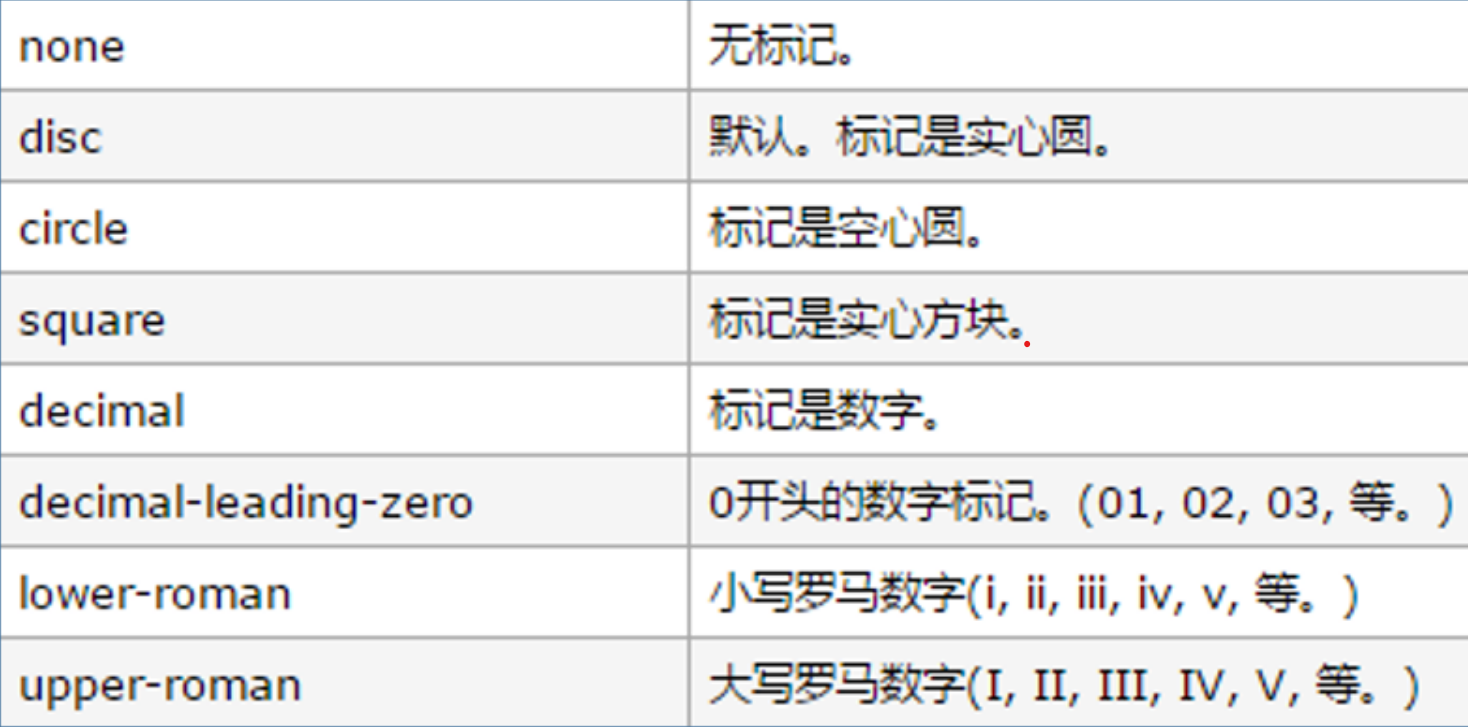 none 无标记。
disc 默认。标记是实心圆。
circle 标记是空心圆。
square 标记是实心方块。
decimal 标记是数字。
decimal-leading-zero 0开头的数字标记。(01, 02, 03, 等。)
lower-roman 小写罗马数字(i, ii, iii, iv, v, 等。)
upper-roman 大写罗马数字(I, II, III, IV, V, 等。)